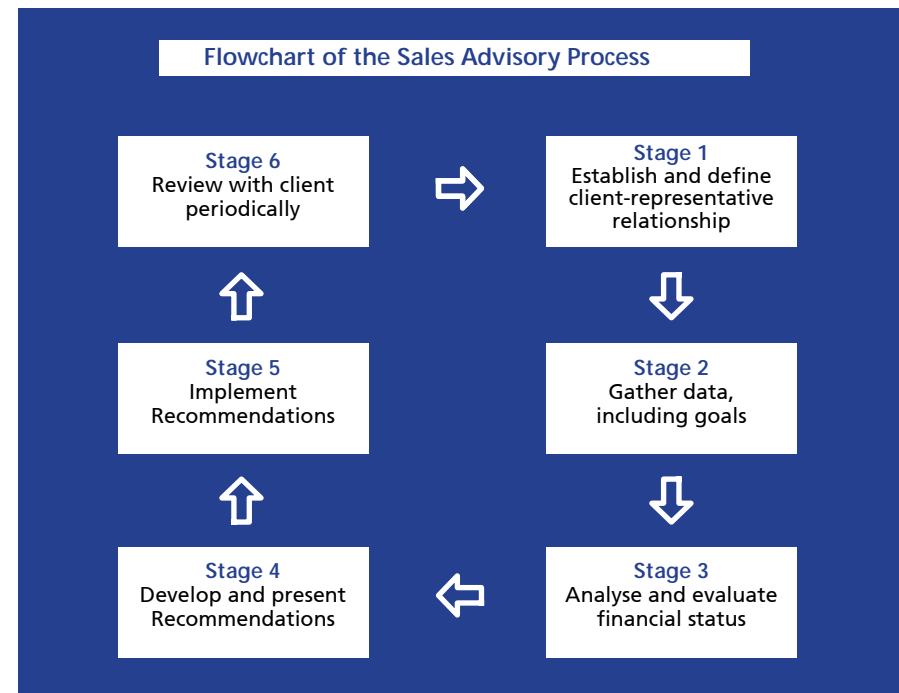 Flowchart of the Sales Advisory Process
Stage 1
Establish and define
client-representative
relationship
Stage 2
Gather data,
including goals
Stage 3
Analyse and evaluate
financial status
Stage 4
Develop and present
Recommendations
Stage 5
Implement
Recommendations
Stage 6
Review with client
periodically